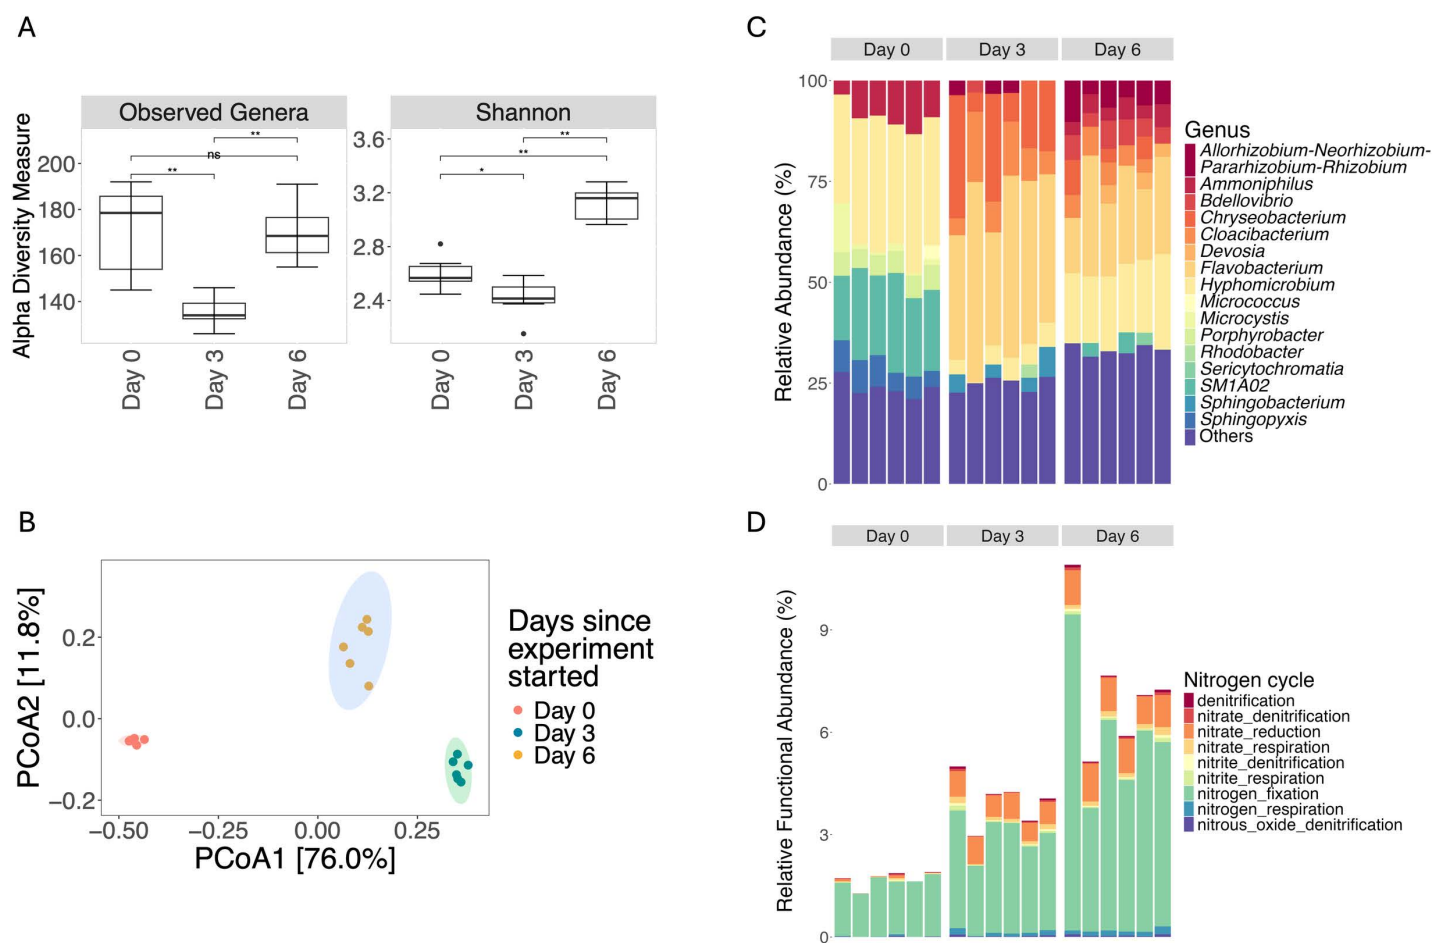 A
Observed Genera
Shannon
Alpha Diversity Measure
200
180
160
140
**
ns
**
3.6
3.2
2.8
2.4
**
**
*
Day 0
Day 3
Day 6
Day 0
Day 3
Day 6
B
PCoA2 [11.8%]
0.2
0.0
−0.2
−0.50
−0.25
0.00
0.25
PCoA1 [76.0%]
Days since
experiment
started
Day 0
Day 3
Day 6
C
Day 0
Day 3
Day 6
Relative Abundance (%)
100
75
50
25
0
Genus
Allorhizobium-Neorhizobium-
Pararhizobium-Rhizobium
Ammoniphilus
Bdellovibrio
Chryseobacterium
Cloacibacterium
Devosia
Flavobacterium
Hyphomicrobium
Micrococcus
Microcystis
Porphyrobacter
Rhodobacter
Sericytochromatia
SM1A02
Sphingobacterium
Sphingopyxis
Others
D
Day 0
Day 3
Day 6
Relative Functional Abundance (%)
9
6
3
0
Nitrogen cycle
denitrification
nitrate_denitrification
nitrate_reduction
nitrate_respiration
nitrite_denitrification
nitrite_respiration
nitrogen_fixation
nitrogen_respiration
nitrous_oxide_denitrification